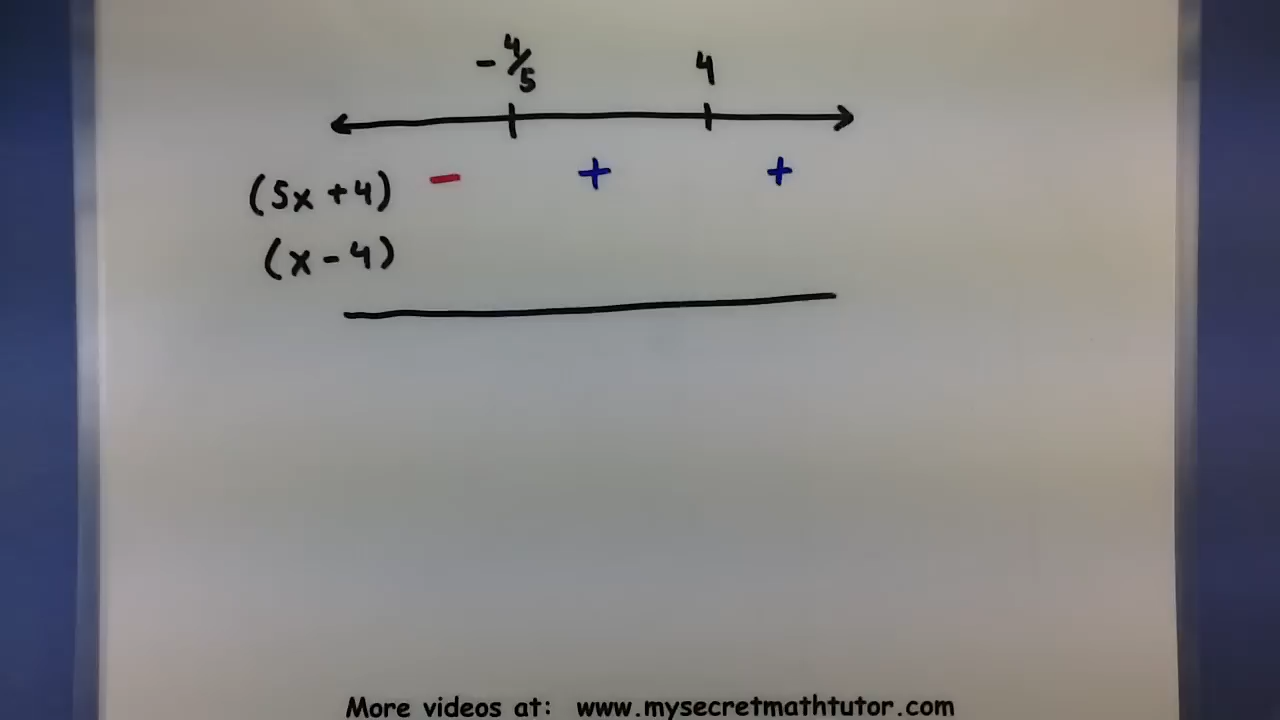 -4/5 4
(5x+4) - + +
(x-4)
More videos at: www.mysecretmathtutor.com